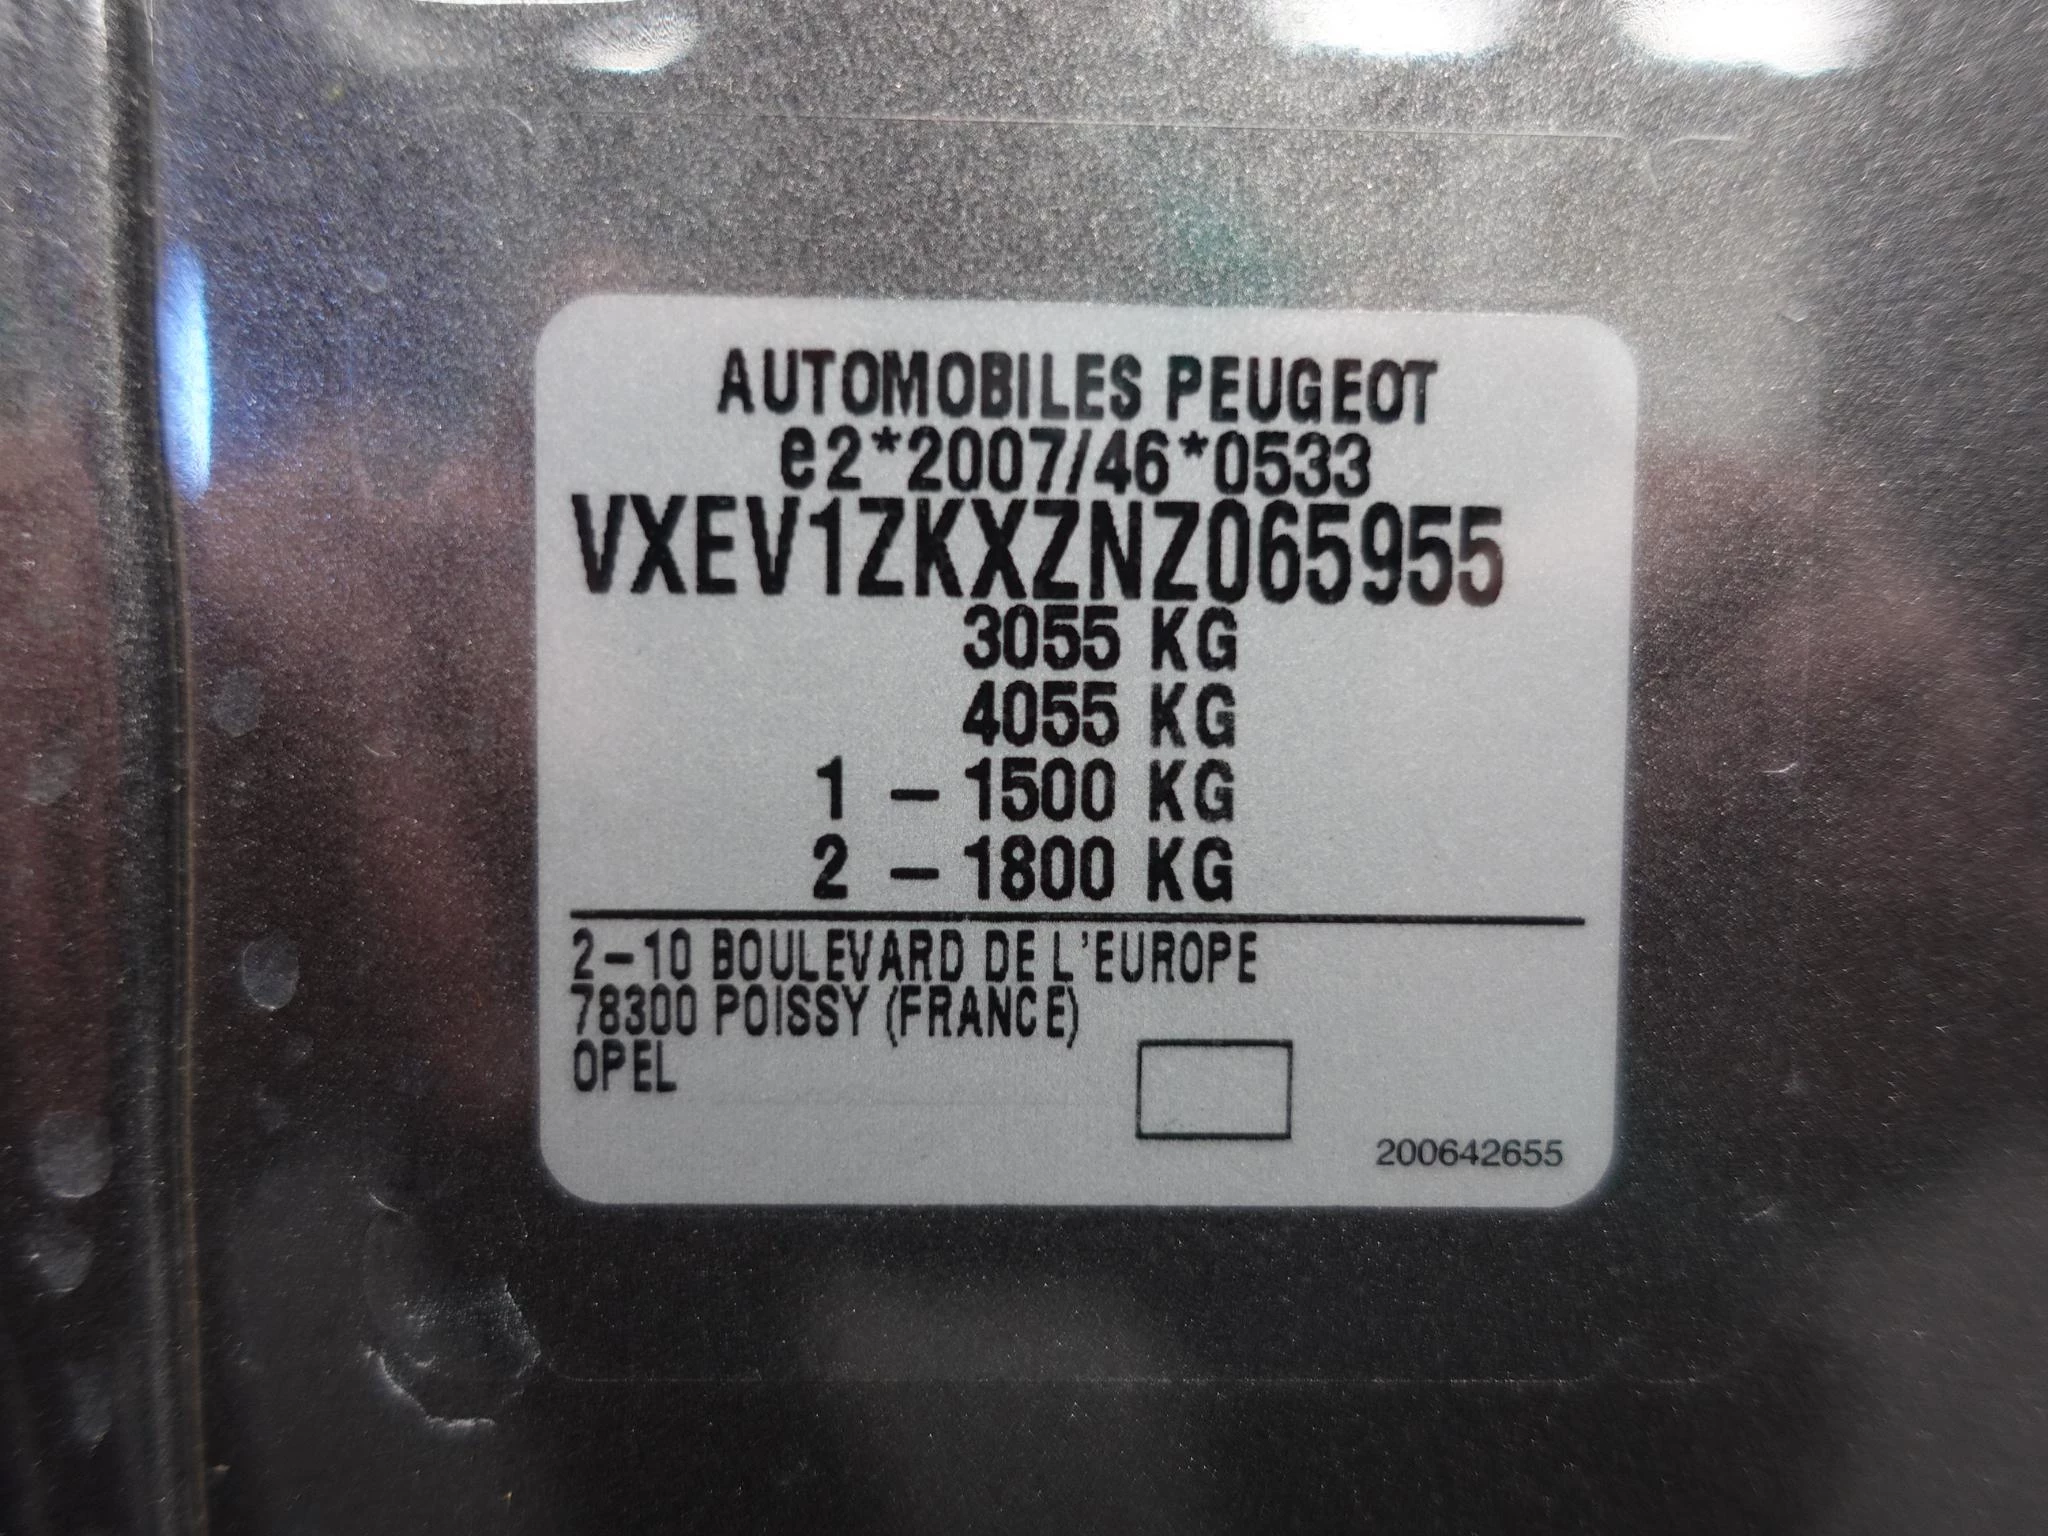 AUTOMOBILES PEUGEOT
e2*2007/46*0533
VXEV1ZKXZNZ065955
3055 KG
4055 KG
1 – 1500 KG
2 – 1800 KG
2–10 BOULEVARD DE L'EUROPE
78300 POISSY (FRANCE)
OPEL
200642655